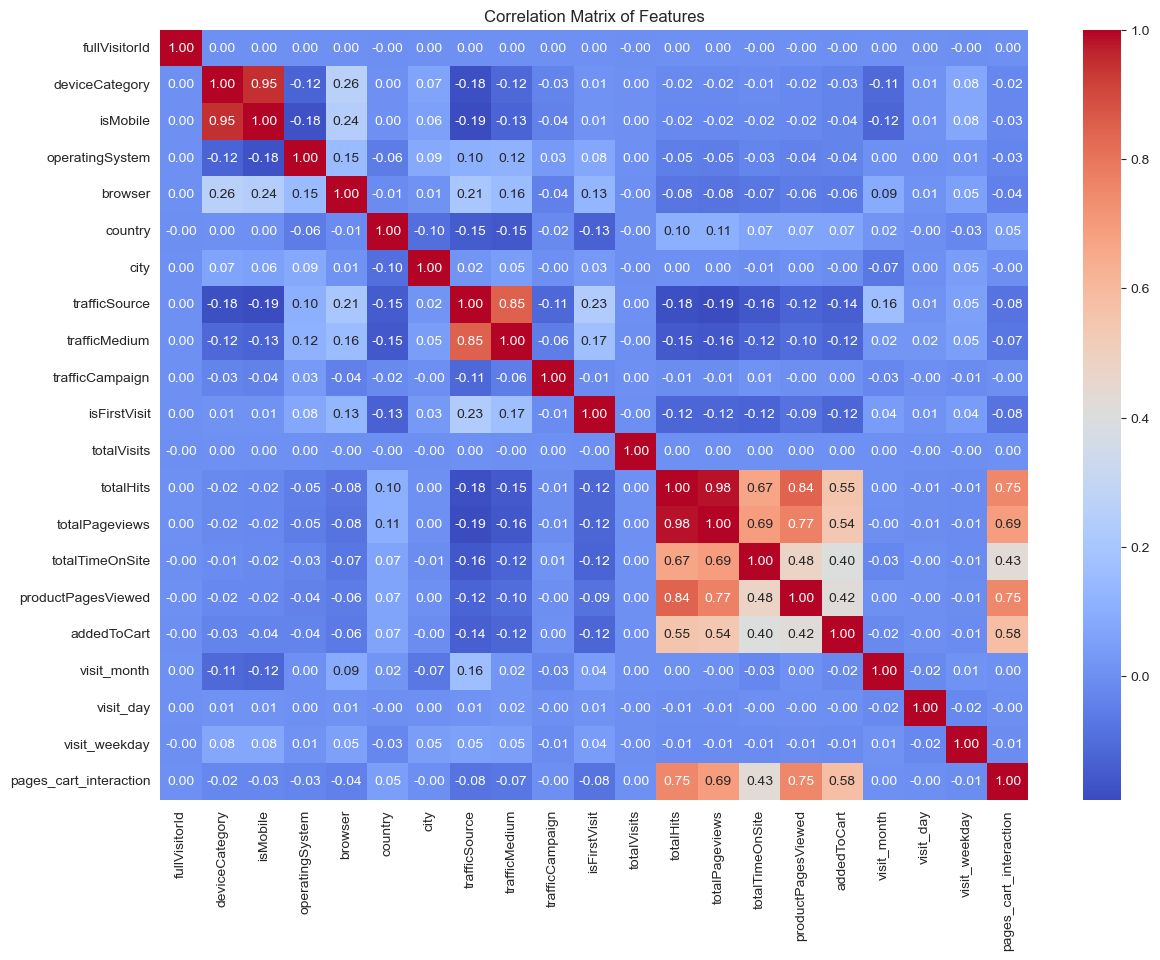 Correlation Matrix of Features
fullVisitorId 1.00 0.00 0.00 0.00 0.00 -0.00 0.00 0.00 0.00 0.00 0.00 -0.00 0.00 0.00 -0.00 -0.00 -0.00 0.00 0.00 -0.00 0.00
deviceCategory 0.00 1.00 0.95 -0.12 0.26 0.00 0.07 -0.18 -0.12 -0.03 0.01 0.00 -0.02 -0.02 -0.01 -0.02 -0.03 -0.11 0.01 0.08 -0.02
isMobile 0.00 0.95 1.00 -0.18 0.24 0.00 0.06 -0.19 -0.13 -0.04 0.01 0.00 -0.02 -0.02 -0.02 -0.02 -0.04 -0.12 0.01 0.08 -0.03
operatingSystem 0.00 -0.12 -0.18 1.00 0.15 -0.06 0.09 0.10 0.12 0.03 0.08 0.00 -0.05 -0.05 -0.03 -0.04 -0.04 0.00 0.00 0.01 -0.03
browser 0.00 0.26 0.24 0.15 1.00 -0.01 0.01 0.21 0.16 -0.04 0.13 -0.00 -0.08 -0.08 -0.07 -0.06 -0.06 0.09 0.01 0.05 -0.04
country -0.00 0.00 0.00 -0.06 -0.01 1.00 -0.10 -0.15 -0.15 -0.02 -0.13 -0.00 0.10 0.11 0.07 0.07 0.07 0.02 -0.00 -0.03 0.05
city 0.00 0.07 0.06 0.09 0.01 -0.10 1.00 0.02 0.05 -0.00 0.03 -0.00 0.00 0.00 -0.01 0.00 -0.00 -0.07 0.00 0.05 -0.00
trafficSource 0.00 -0.18 -0.19 0.10 0.21 -0.15 0.02 1.00 0.85 -0.11 0.23 0.00 -0.18 -0.19 -0.16 -0.12 -0.14 0.16 0.01 0.05 -0.08
trafficMedium 0.00 -0.12 -0.13 0.12 0.16 -0.15 0.05 0.85 1.00 -0.06 0.17 0.00 -0.15 -0.16 -0.12 -0.10 -0.12 0.02 0.02 0.05 -0.07
trafficCampaign 0.00 -0.03 -0.04 0.03 -0.04 -0.02 -0.00 -0.11 -0.06 1.00 -0.01 0.00 -0.01 -0.01 0.01 -0.00 0.00 -0.03 -0.00 -0.01 -0.00
isFirstVisit 0.00 0.01 0.01 0.08 0.13 -0.13 0.03 0.23 0.17 -0.01 1.00 -0.00 -0.12 -0.12 -0.12 -0.09 -0.12 0.04 0.01 0.04 -0.08
totalVisits -0.00 0.00 0.00 0.00 -0.00 -0.00 -0.00 0.00 0.00 0.00 -0.00 1.00 0.00 0.00 0.00 0.00 0.00 0.00 0.00 -0.00 0.00
totalHits 0.00 -0.02 -0.02 -0.05 -0.08 0.10 0.00 -0.18 -0.15 -0.01 -0.12 0.00 1.00 0.98 0.67 0.84 0.55 0.00 -0.01 -0.01 0.75
totalPageviews 0.00 -0.02 -0.02 -0.05 -0.08 0.11 0.00 -0.19 -0.16 -0.01 -0.12 0.00 0.98 1.00 0.69 0.77 0.54 -0.00 -0.01 -0.01 0.69
totalTimeOnSite -0.00 -0.01 -0.02 -0.03 -0.07 0.07 -0.01 -0.16 -0.12 0.01 -0.12 0.00 0.67 0.69 1.00 0.48 0.40 -0.03 -0.00 -0.01 0.43
productPagesViewed -0.00 -0.02 -0.02 -0.04 -0.06 0.07 0.00 -0.12 -0.10 -0.00 -0.09 0.00 0.84 0.77 0.48 1.00 0.42 0.00 -0.00 -0.01 0.75
addedToCart -0.00 -0.03 -0.04 -0.04 -0.06 0.07 -0.00 -0.14 -0.12 0.00 -0.12 0.00 0.55 0.54 0.40 0.42 1.00 -0.02 -0.00 -0.01 0.58
visit_month 0.00 -0.11 -0.12 0.00 0.09 0.02 -0.07 0.16 0.02 -0.03 0.04 0.00 0.00 -0.00 -0.03 0.00 -0.02 1.00 -0.02 0.01 0.00
visit_day 0.00 0.01 0.01 0.00 0.01 -0.00 0.00 0.01 0.02 -0.00 0.01 0.00 -0.01 -0.01 -0.00 -0.00 -0.00 -0.02 1.00 -0.02 -0.00
visit_weekday -0.00 0.08 0.08 0.01 0.05 -0.03 0.05 0.05 0.05 -0.01 0.04 -0.00 -0.01 -0.01 -0.01 -0.01 -0.01 0.01 -0.02 1.00 -0.01
pages_cart_interaction 0.00 -0.02 -0.03 -0.03 -0.04 0.05 -0.00 -0.08 -0.07 -0.00 -0.08 0.00 0.75 0.69 0.43 0.75 0.58 0.00 -0.00 -0.01 1.00
fullVisitorId
deviceCategory
isMobile
operatingSystem
browser
country
city
trafficSource
trafficMedium
trafficCampaign
isFirstVisit
totalVisits
totalHits
totalPageviews
totalTimeOnSite
productPagesViewed
addedToCart
visit_month
visit_day
visit_weekday
pages_cart_interaction
1.0
0.8
0.6
0.4
0.2
0.0